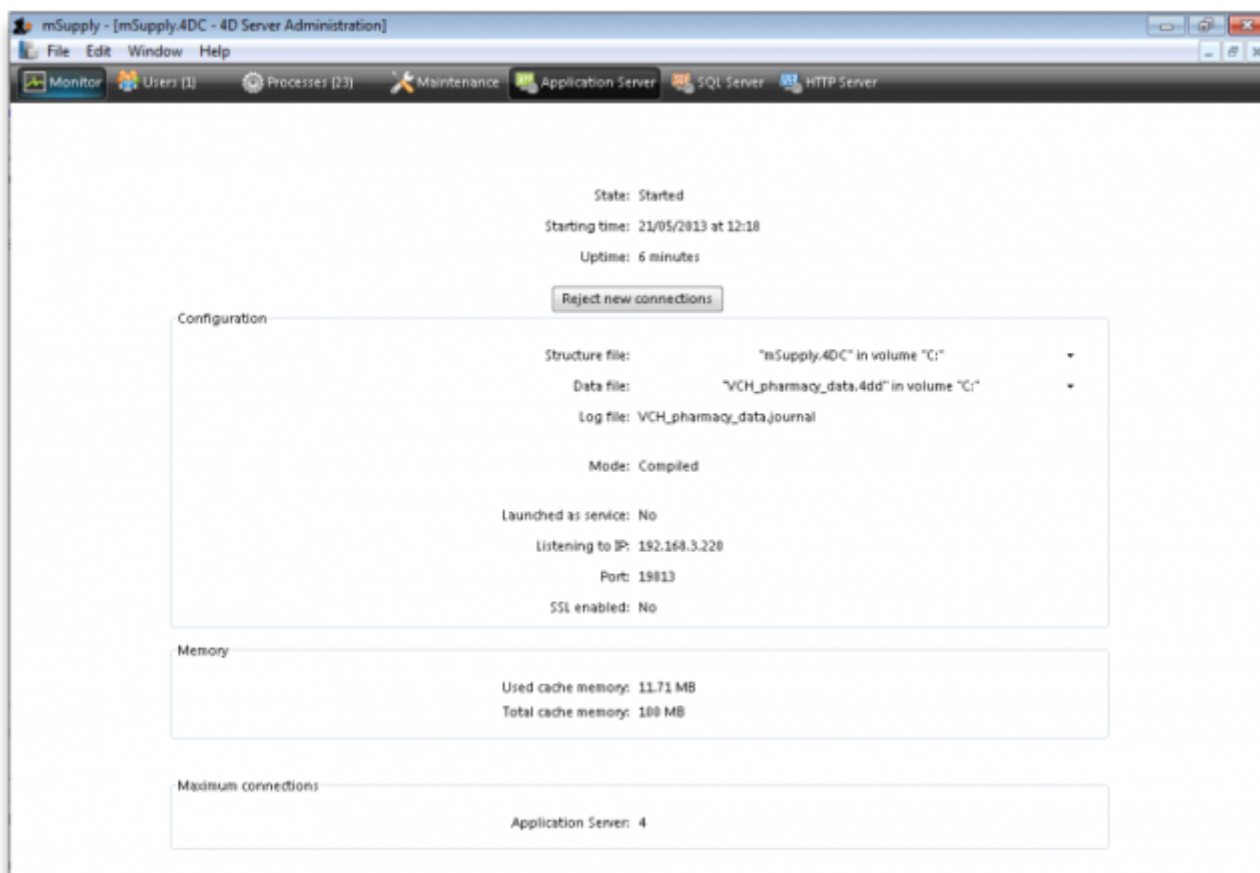 mSupply - [mSupply.4DC - 4D Server Administration]
File Edit Window Help
Monitor Users (1) Processes (23) Maintenance Application Server SQL Server HTTP Server
State: Started
Starting time: 21/05/2013 at 12:18
Uptime: 6 minutes
Reject new connections
Configuration
Structure file: "mSupply.4DC" in volume "C:"
Data file: "VCH_pharmacy_data.4dd" in volume "C:"
Log file: VCH_pharmacy_data.journal
Mode: Compiled
Launched as service: No
Listening to IP: 192.168.3.220
Port: 19813
SSL enabled: No
Memory
Used cache memory: 11.71 MB
Total cache memory: 100 MB
Maximum connections
Application Server: 4